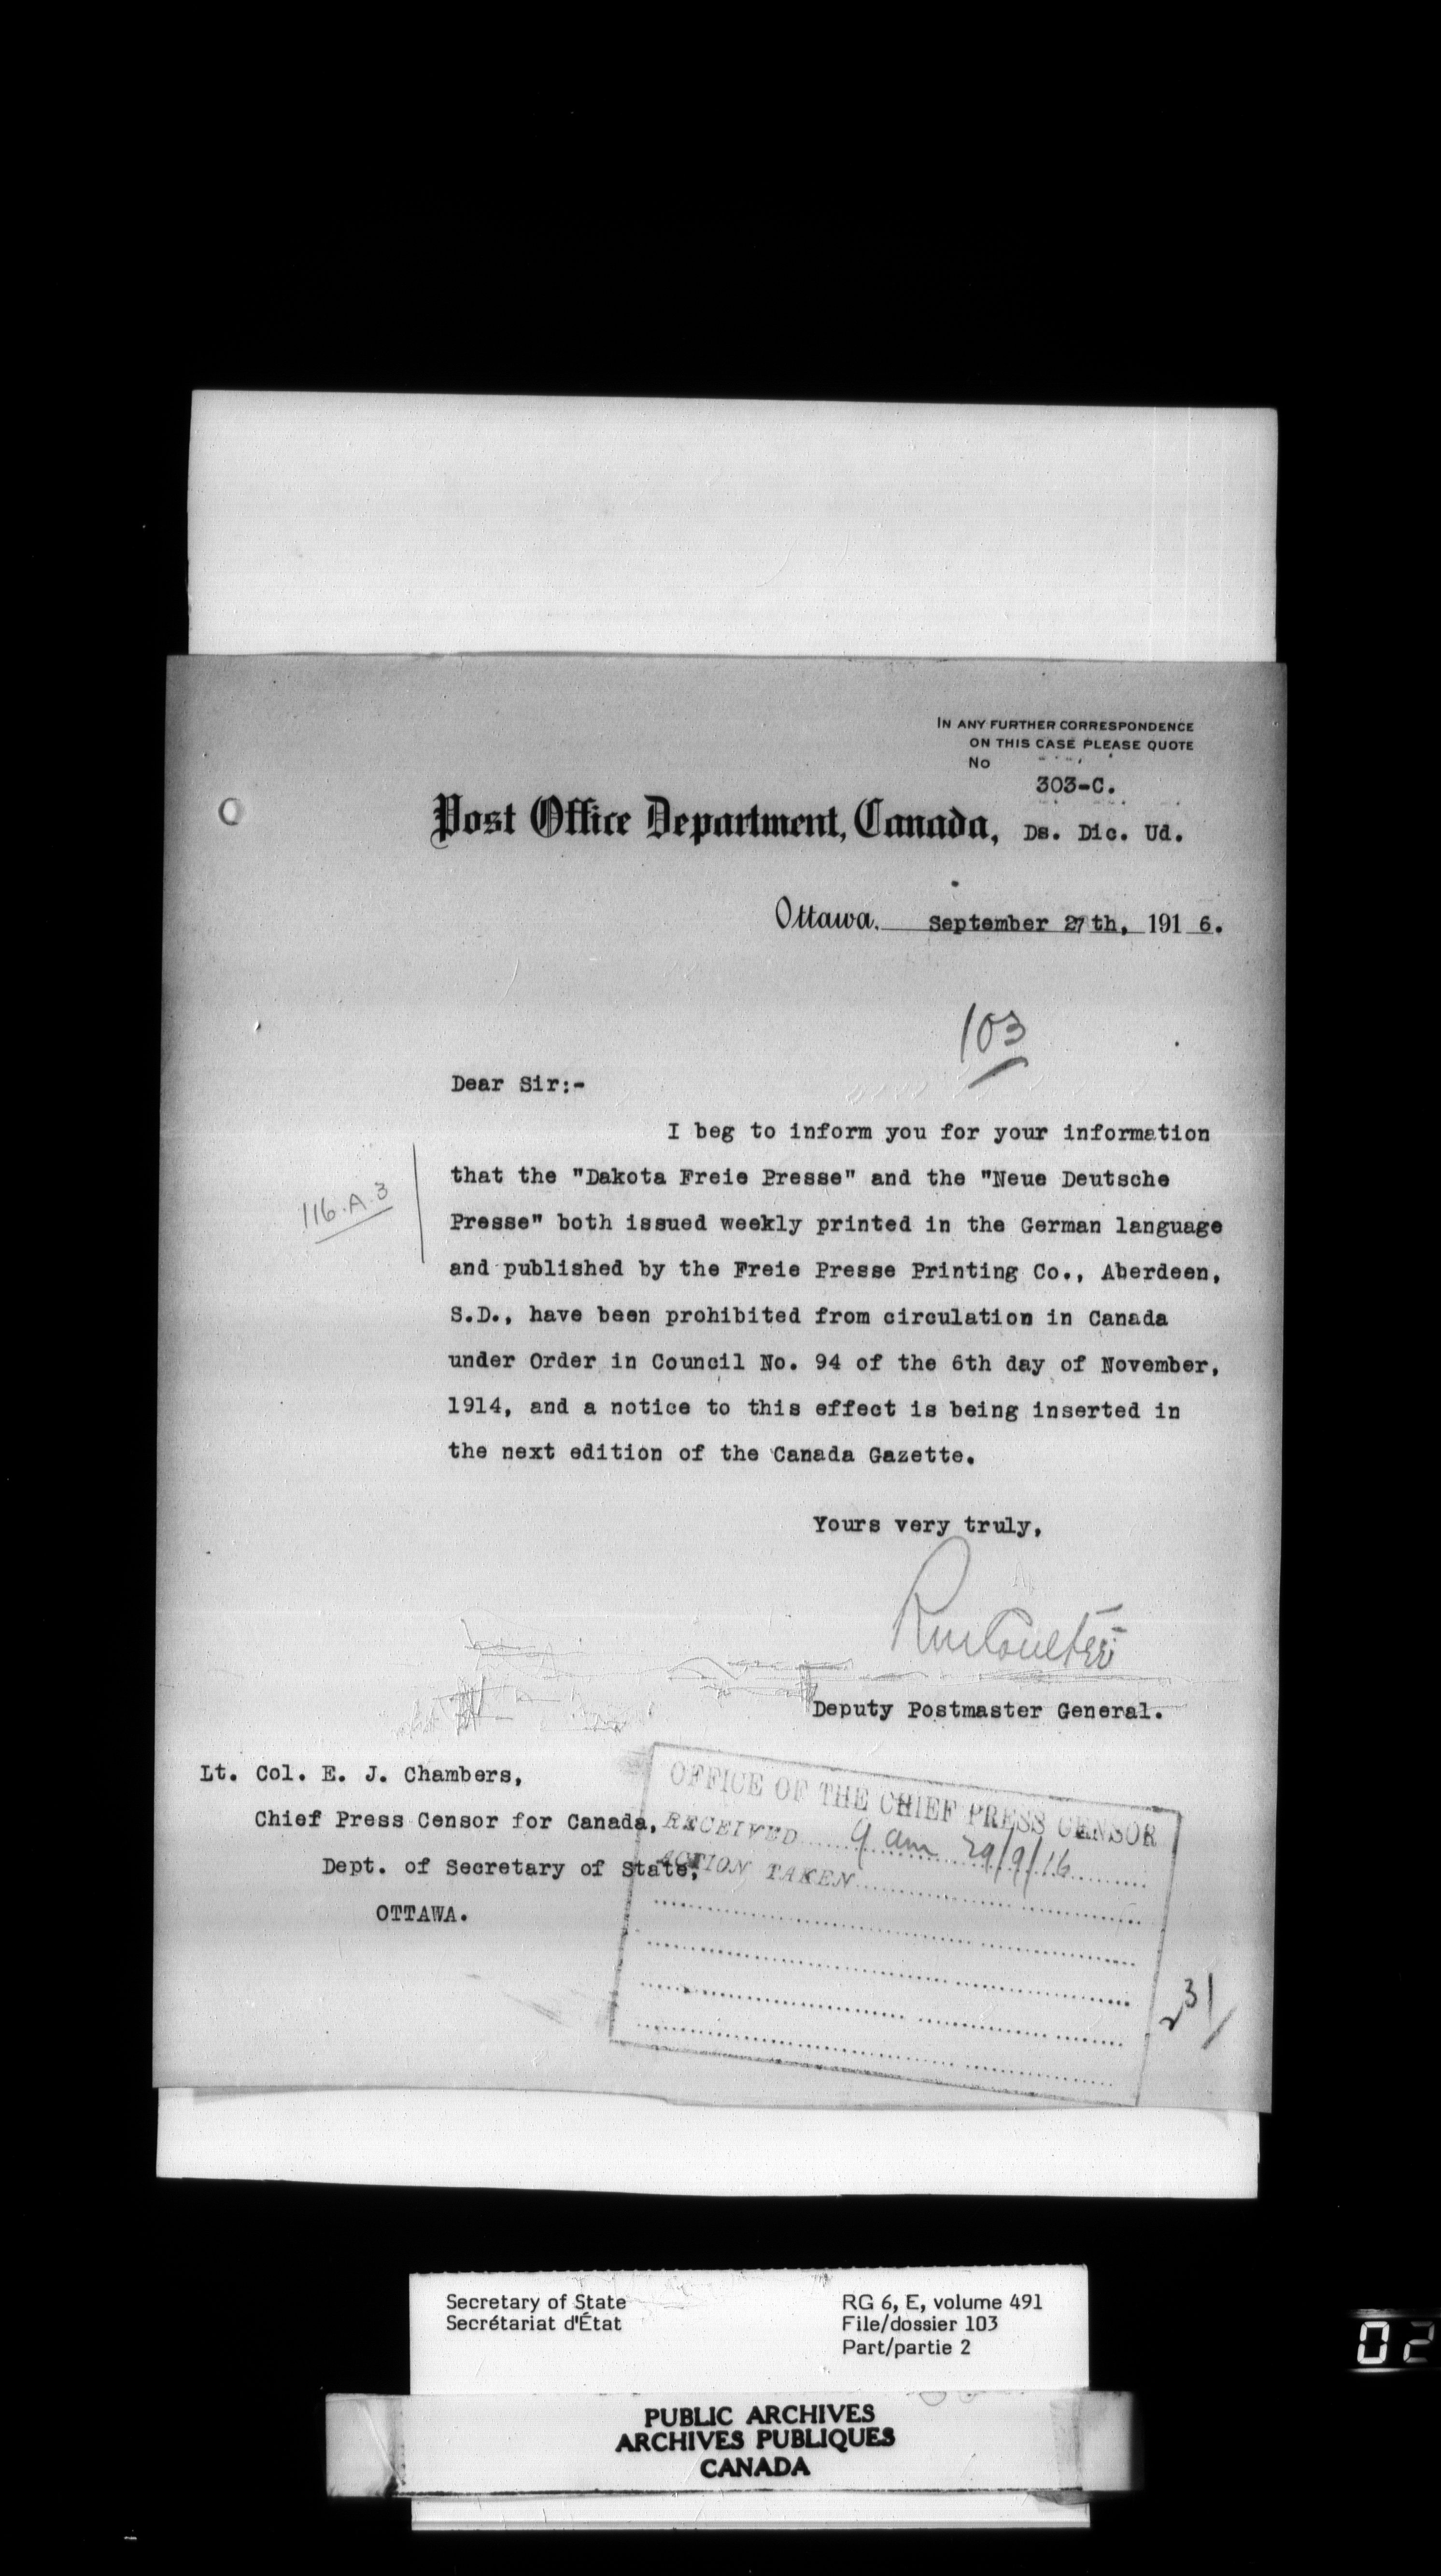 IN ANY FURTHER CORRESPONDENCE
ON THIS CASE PLEASE QUOTE
No
303-C.
Post Office Department, Canada, Ds. Dic. Ud.
Ottawa. September 27th, 1916.
103
Dear Sir:-
I beg to inform you for your information
that the "Dakota Freie Presse" and the "Neue Deutsche
116.A.3
Presse" both issued weekly printed in the German language
and published by the Freie Presse Printing Co., Aberdeen,
S.D., have been prohibited from circulation in Canada
under Order in Council No. 94 of the 6th day of November,
1914, and a notice to this effect is being inserted in
the next edition of the Canada Gazette.
Yours very truly,
RmCoulter
Deputy Postmaster General.
Lt. Col. E. J. Chambers,
Chief Press Censor for Canada,
Dept. of Secretary of State,
OTTAWA.
OFFICE OF THE CHIEF PRESS CENSOR
RECEIVED 9 am 29/9/16
ACTION TAKEN
231
Secretary of State
Secrétariat d'État
RG 6, E, volume 491
File/dossier 103
Part/partie 2
PUBLIC ARCHIVES
ARCHIVES PUBLIQUES
CANADA
02